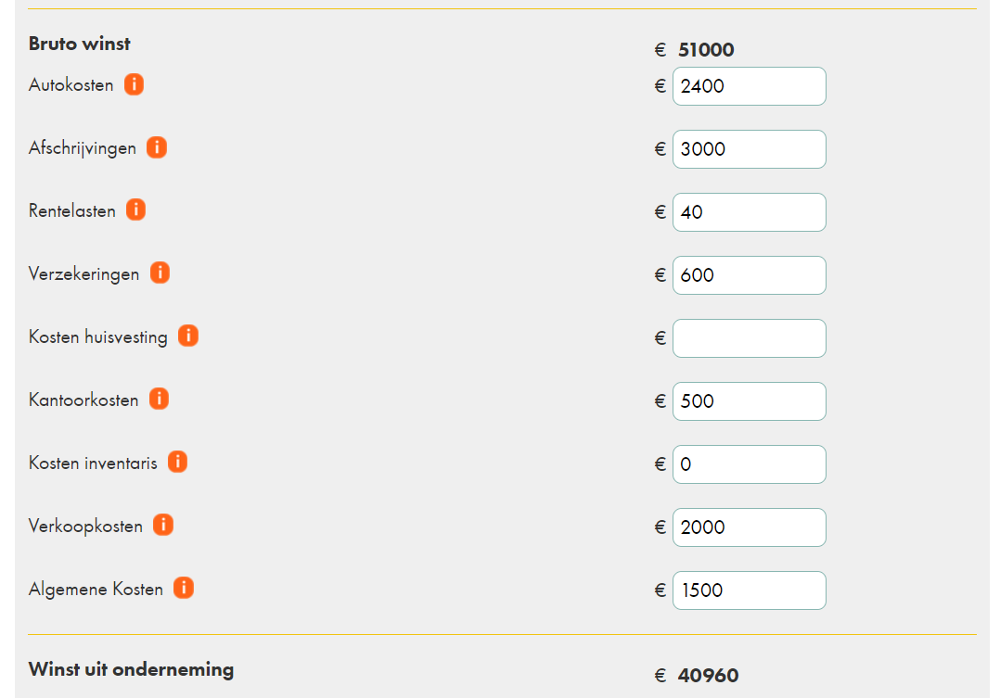 Bruto winst € 51000
Autokosten i € 2400
Afschrijvingen i € 3000
Rentelasten i € 40
Verzekeringen i € 600
Kosten huisvesting i €
Kantoorkosten i € 500
Kosten inventaris i € 0
Verkoopkosten i € 2000
Algemene Kosten i € 1500
Winst uit onderneming € 40960